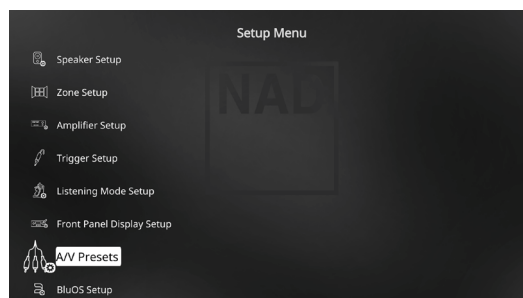 Setup Menu
Speaker Setup
Zone Setup
Amplifier Setup
Trigger Setup
Listening Mode Setup
Front Panel Display Setup
A/V Presets
BluOS Setup
NAD